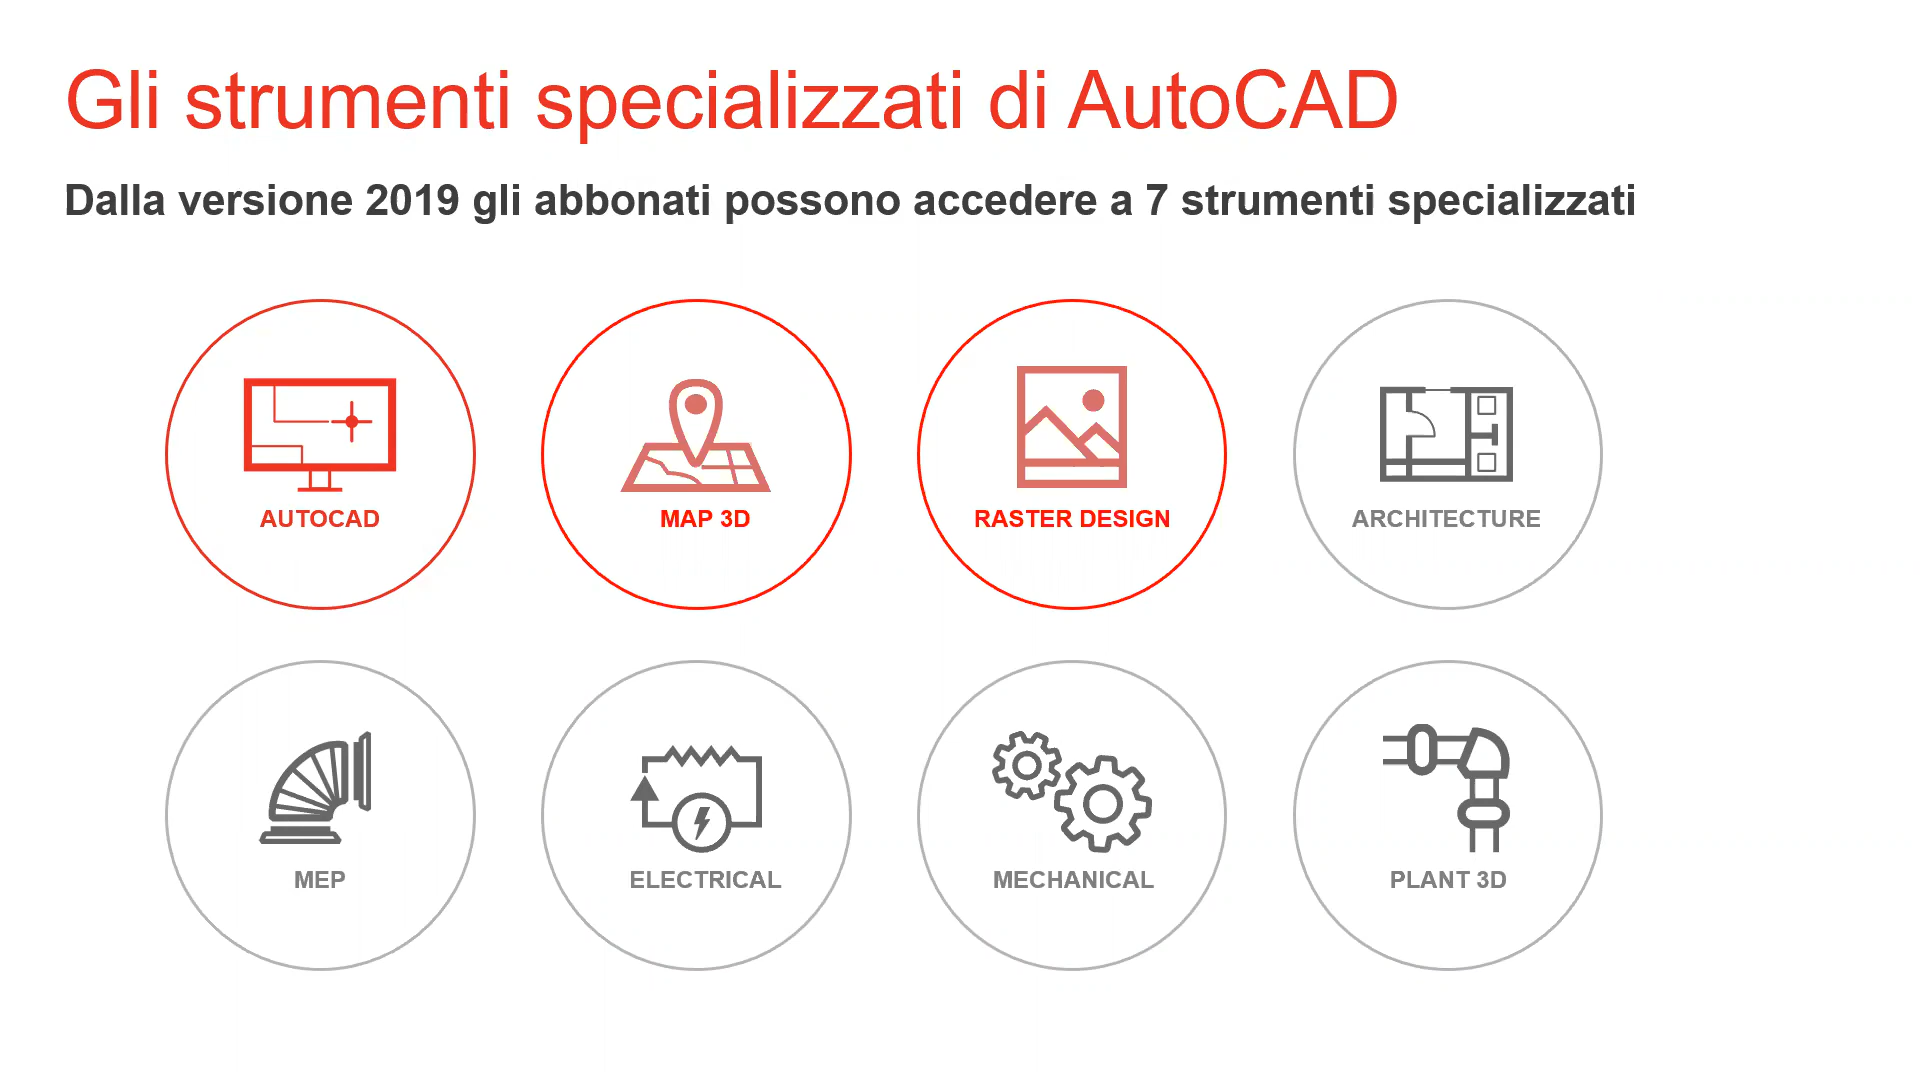 Gli strumenti specializzati di AutoCAD
Dalla versione 2019 gli abbonati possono accedere a 7 strumenti specializzati
AUTOCAD
MAP 3D
RASTER DESIGN
ARCHITECTURE
MEP
ELECTRICAL
MECHANICAL
PLANT 3D